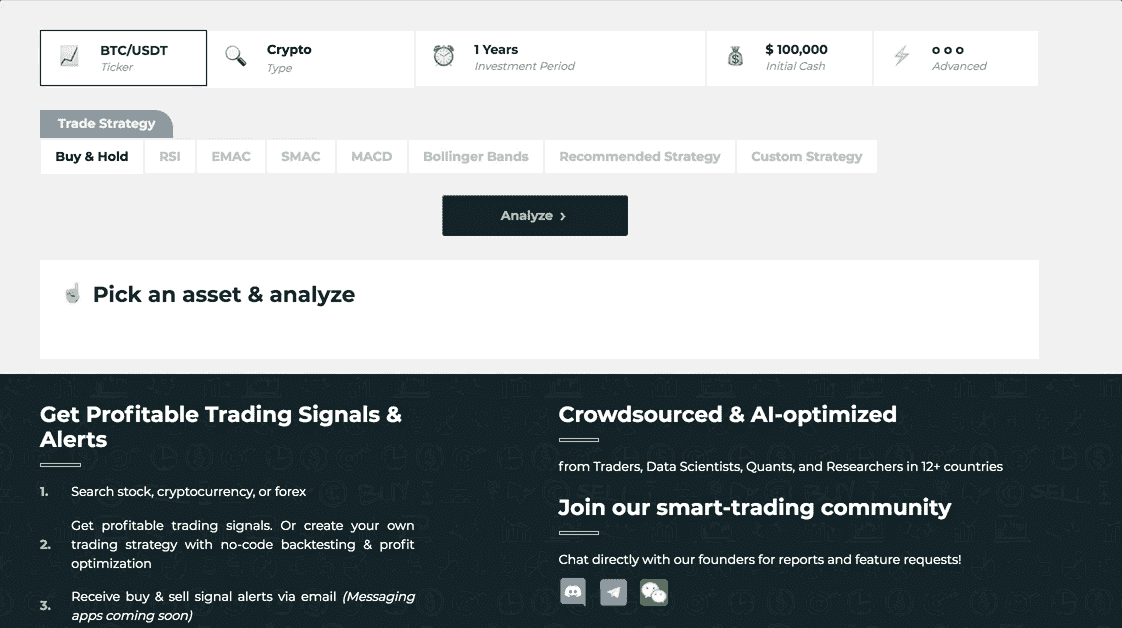 BTC/USDT
Ticker
Crypto
Type
1 Years
Investment Period
$ 100,000
Initial Cash
o o o
Advanced
Trade Strategy
Buy & Hold
RSI
EMAC
SMAC
MACD
Bollinger Bands
Recommended Strategy
Custom Strategy
Analyze ›
Pick an asset & analyze
Get Profitable Trading Signals &
Alerts
1. Search stock, cryptocurrency, or forex
Get profitable trading signals. Or create your own
2. trading strategy with no-code backtesting & profit
optimization
Receive buy & sell signal alerts via email (Messaging
3. apps coming soon)
Crowdsourced & AI-optimized
from Traders, Data Scientists, Quants, and Researchers in 12+ countries
Join our smart-trading community
Chat directly with our founders for reports and feature requests!